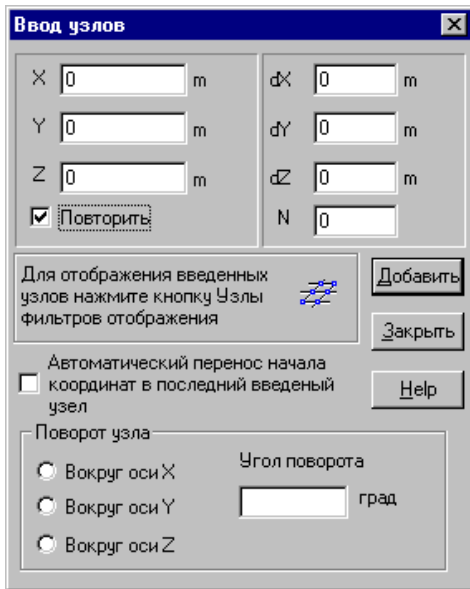 Ввод узлов
X 0 m dX 0 m
Y 0 m dY 0 m
Z 0 m dZ 0 m
Повторить N 0
Для отображения введенных
узлов нажмите кнопку Узлы
фильтров отображения
Добавить
Закрыть
Автоматический перенос начала
координат в последний введеный
узел
Help
Поворот узла
Вокруг оси X Угол поворота
Вокруг оси Y град
Вокруг оси Z